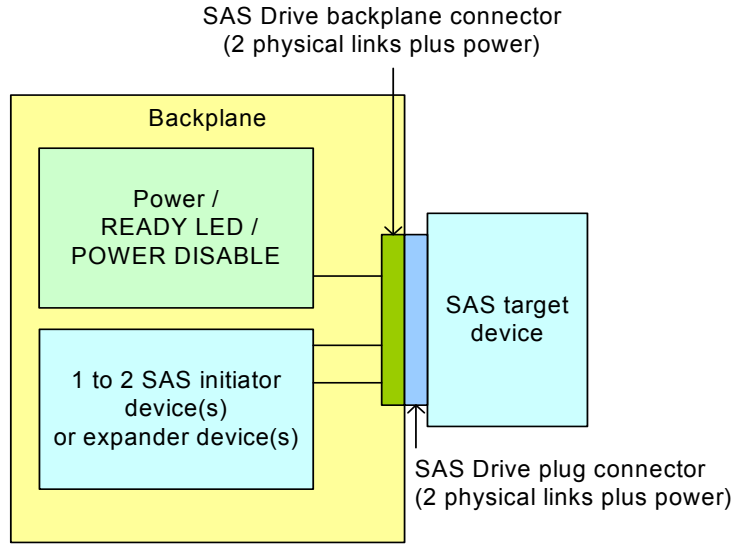 SAS Drive backplane connector
(2 physical links plus power)
Backplane
Power /
READY LED /
POWER DISABLE
SAS target
device
1 to 2 SAS initiator
device(s)
or expander device(s)
SAS Drive plug connector
(2 physical links plus power)